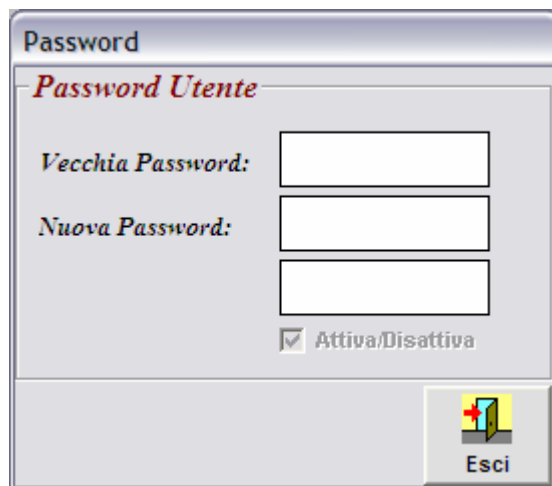 Password
Password Utente
Vecchia Password:
Nuova Password:
Attiva/Disattiva
Esci